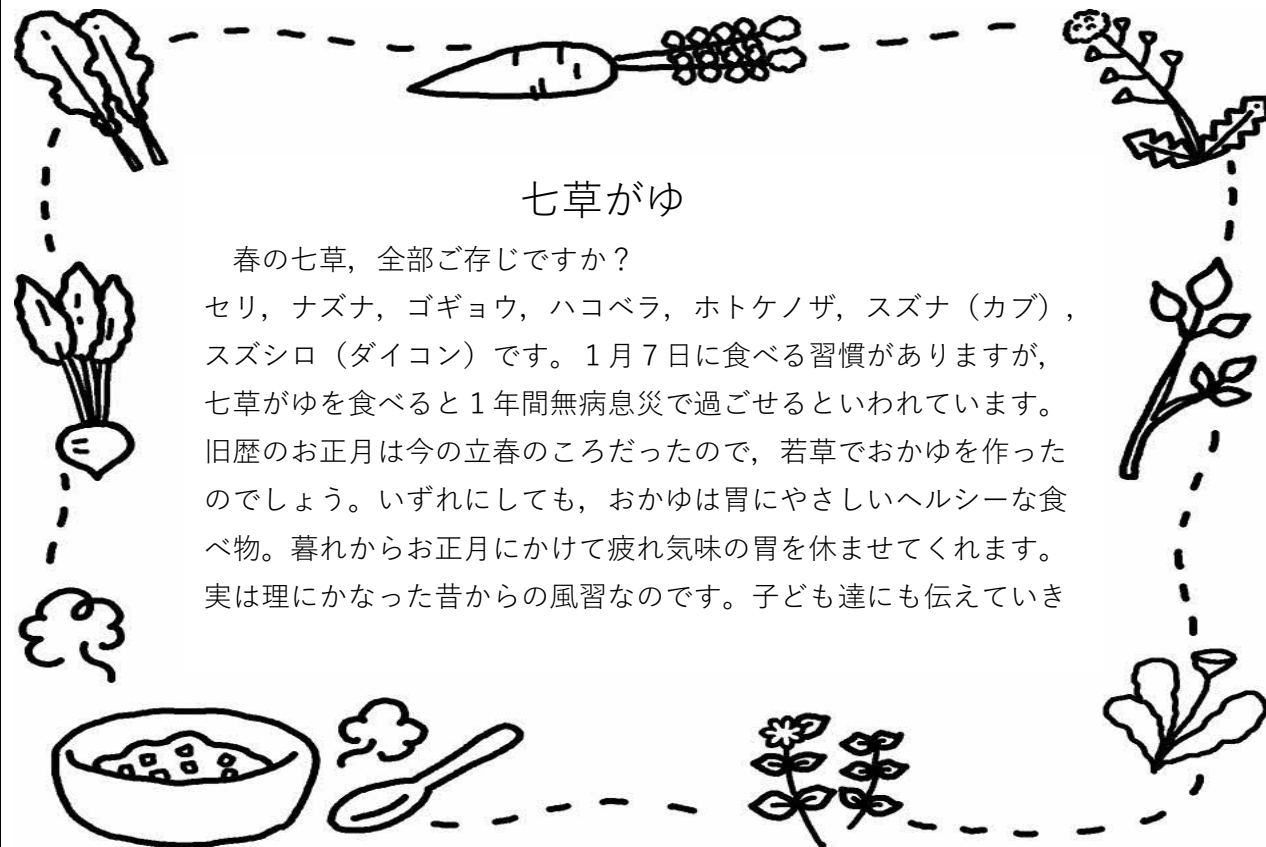 七草がゆ
　春の七草，全部ご存じですか？
セリ，ナズナ，ゴギョウ，ハコベラ，ホトケノザ，スズナ（カブ），
スズシロ（ダイコン）です。１月７日に食べる習慣がありますが，
七草がゆを食べると１年間無病息災で過ごせるといわれています。
旧歴のお正月は今の立春のころだったので，若草でおかゆを作った
のでしょう。いずれにしても，おかゆは胃にやさしいヘルシーな食
べ物。暮れからお正月にかけて疲れ気味の胃を休ませてくれます。
実は理にかなった昔からの風習なのです。子ども達にも伝えていき